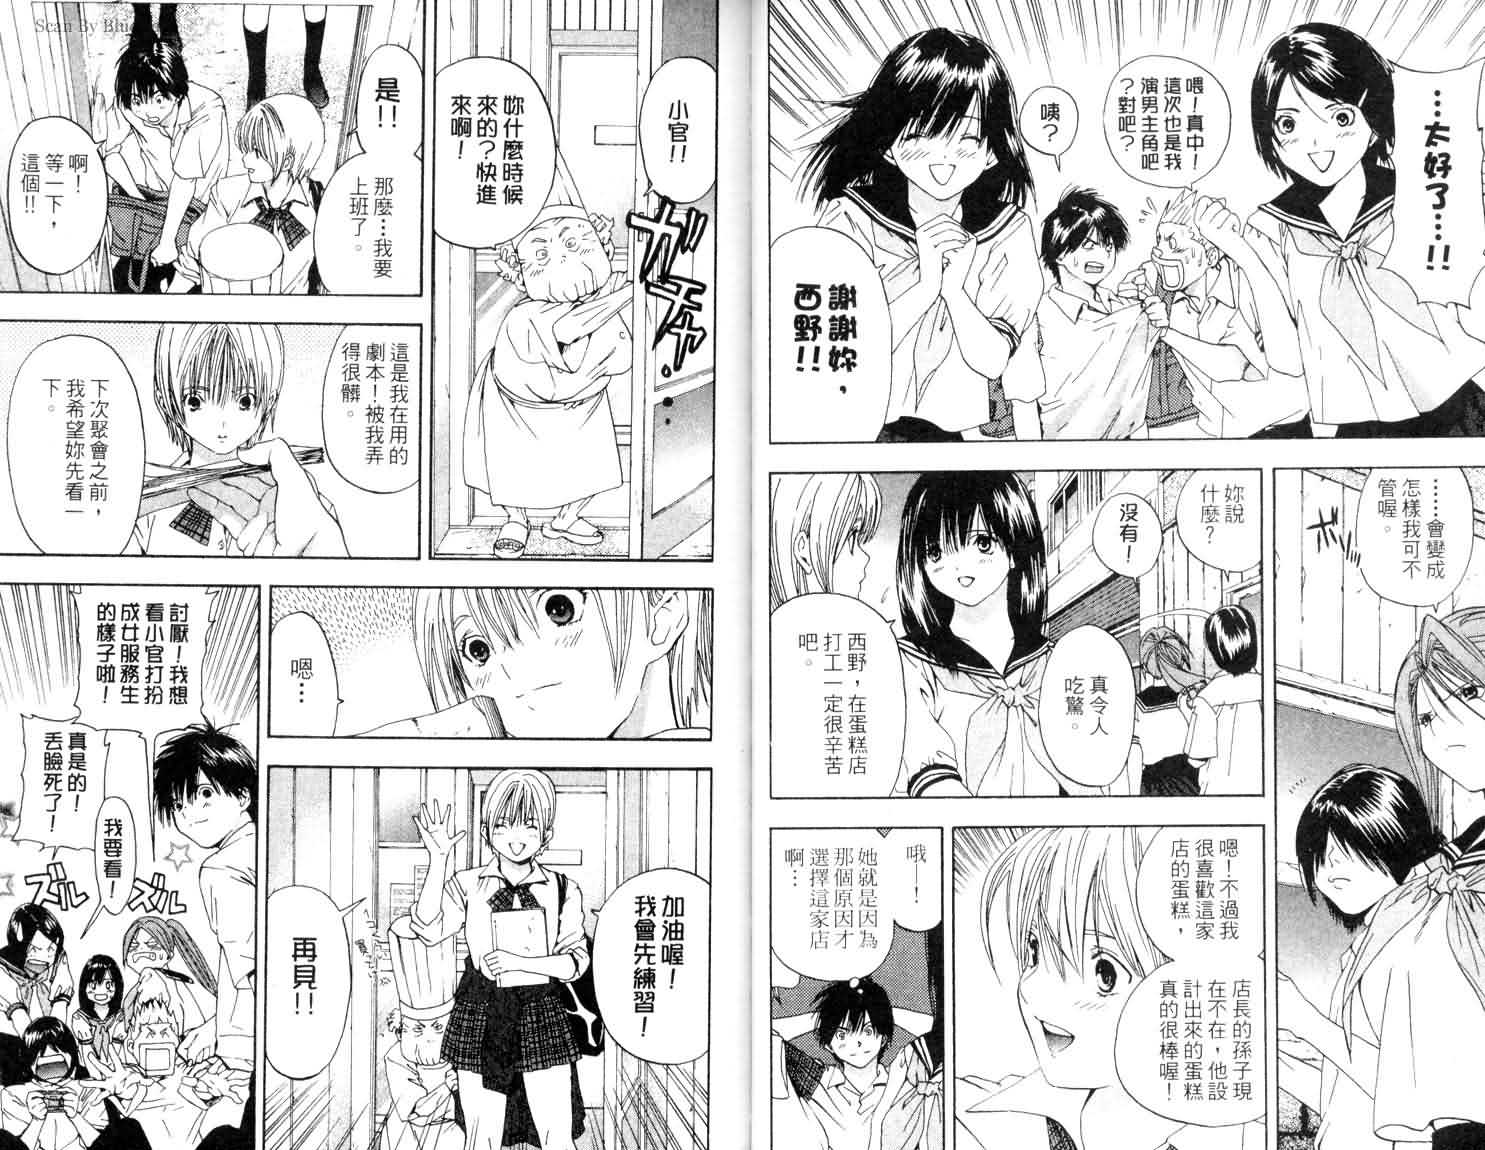 …太好了…!!
喂！真中！
這次也是我
演男主角吧
？對吧？
咦？
謝謝妳，
西野!!
……會變成
怎樣我可不
管喔。
妳說
什麼？
沒有！
真令人
吃驚。
西野，在蛋糕店
打工一定很辛苦
吧。
嗯！不過我
很喜歡這家
店的蛋糕，
店長的孫子現
在不在，他設
計出來的蛋糕
真的很棒喔！
哦！
她就是因為
那個原因才
選擇這家店
啊…
小官!!
ガチャ。
妳什麼時候
來的？快進
來啊！
是!!
那麼…我要
上班了。
啊！
等一下，
這個!!
這是我在用的
劇本！被我弄
得很髒。
下次聚會之前，
我希望妳先看一
下。
嗯…
加油喔！
我會先練習！
再見!!
討厭！我想
看小官打扮
成女服務生
的樣子啦！
真是的！
丟臉死了！
我要看！
ズル
ズル
Scan By Blue